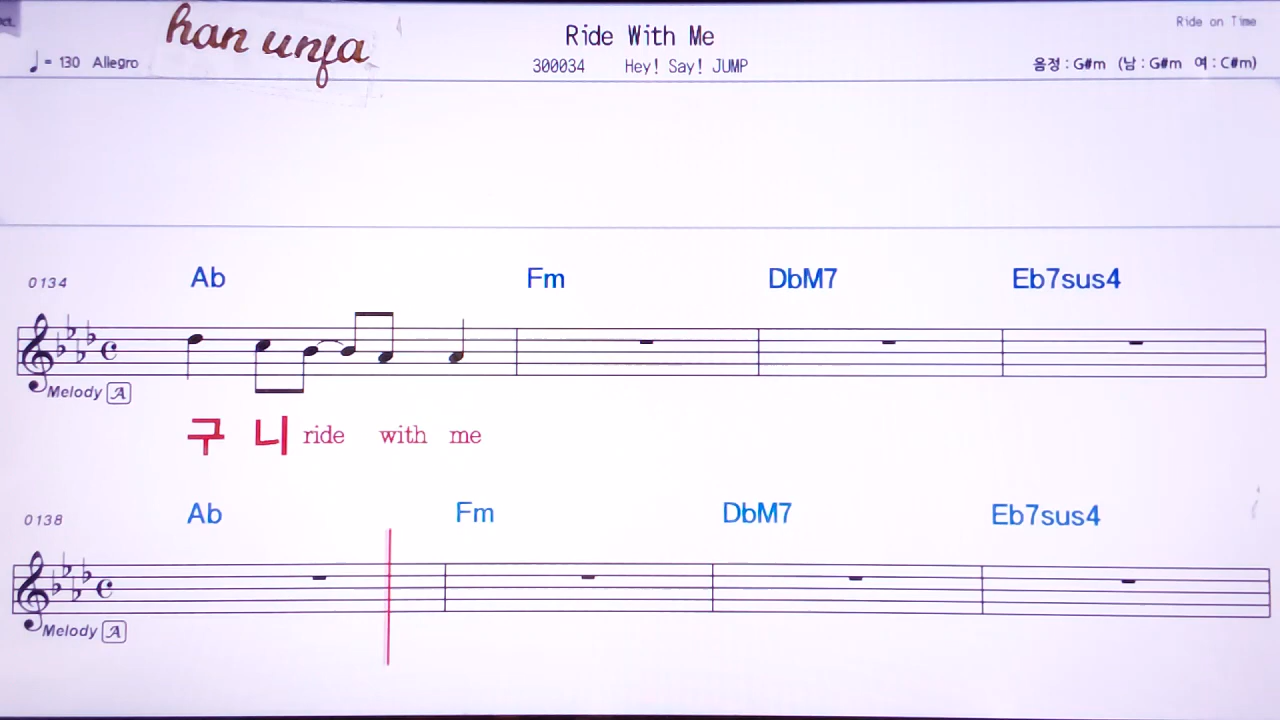 han unfa
Ride With Me
Ride on Time
♩= 130 Allegro
300034 Hey! Say! JUMP
음정 : G#m (남 : G#m 여 : C#m)
0134 Ab Fm DbM7 Eb7sus4
Melody A
구 니 ride with me
0138 Ab Fm DbM7 Eb7sus4
Melody A